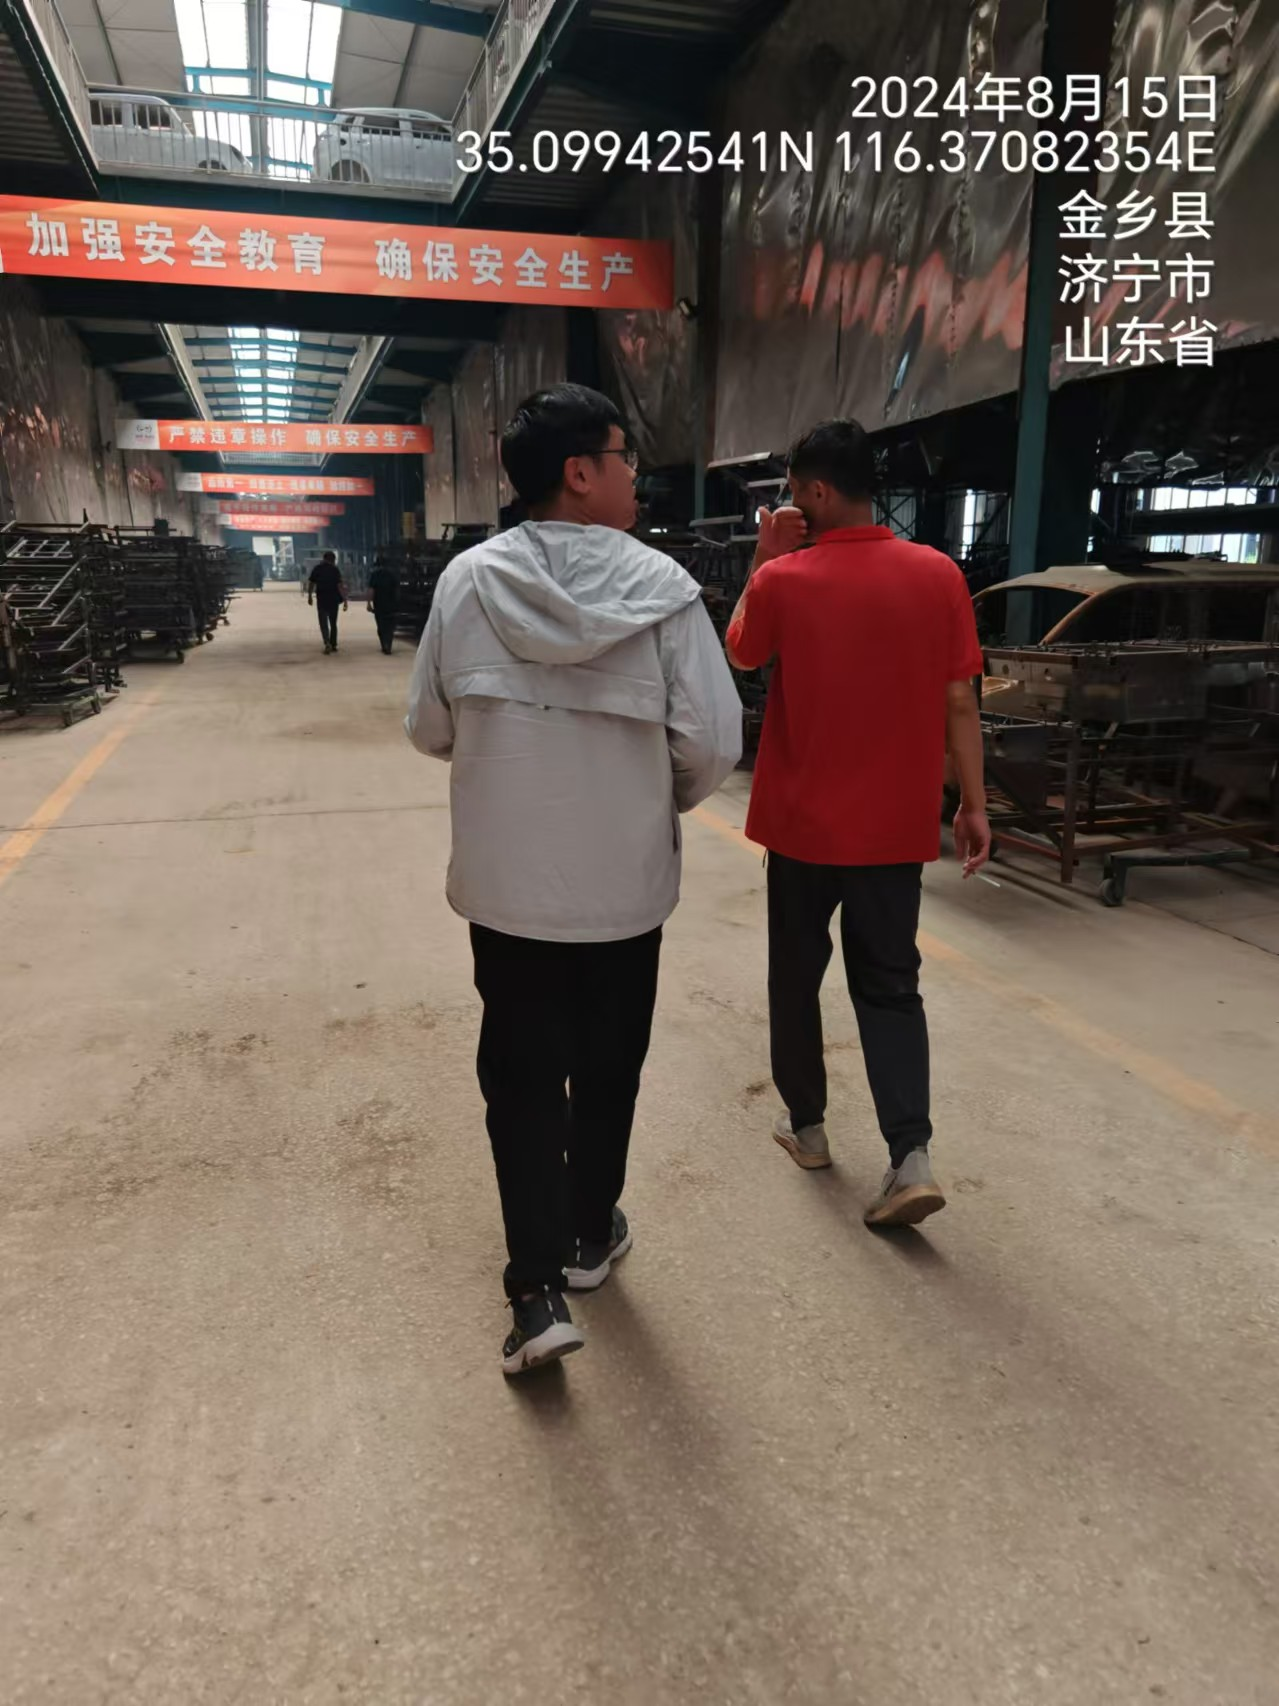 2024年8月15日
35.09942541N 116.37082354E
金乡县
济宁市
山东省
加强安全教育 确保安全生产
严禁违章操作 确保安全生产